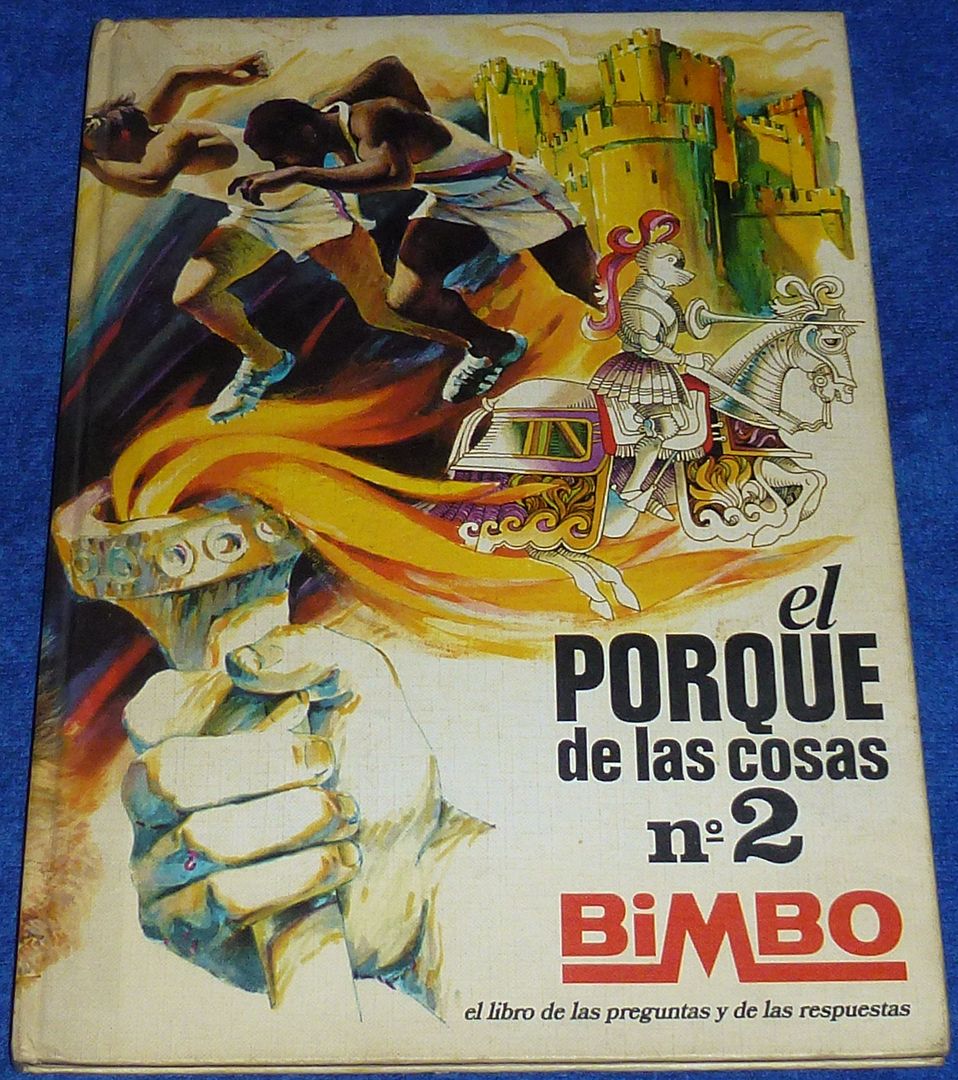 el
PORQUE
de las cosas
nº 2
BiMBO
el libro de las preguntas y de las respuestas